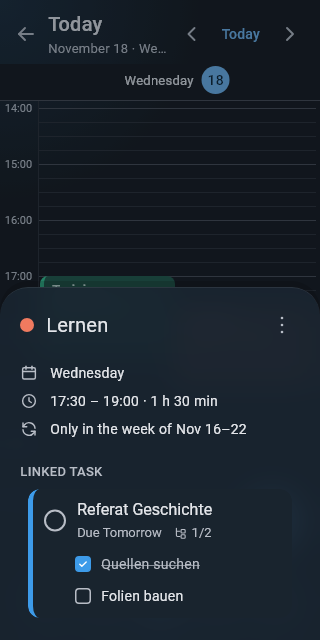 Today
November 18 · We...
Today
Wednesday 18
14:00
15:00
16:00
17:00
Lernen
Wednesday
17:30 – 19:00 · 1 h 30 min
Only in the week of Nov 16–22
LINKED TASK
Referat Geschichte
Due Tomorrow 1/2
Quellen suchen
Folien bauen